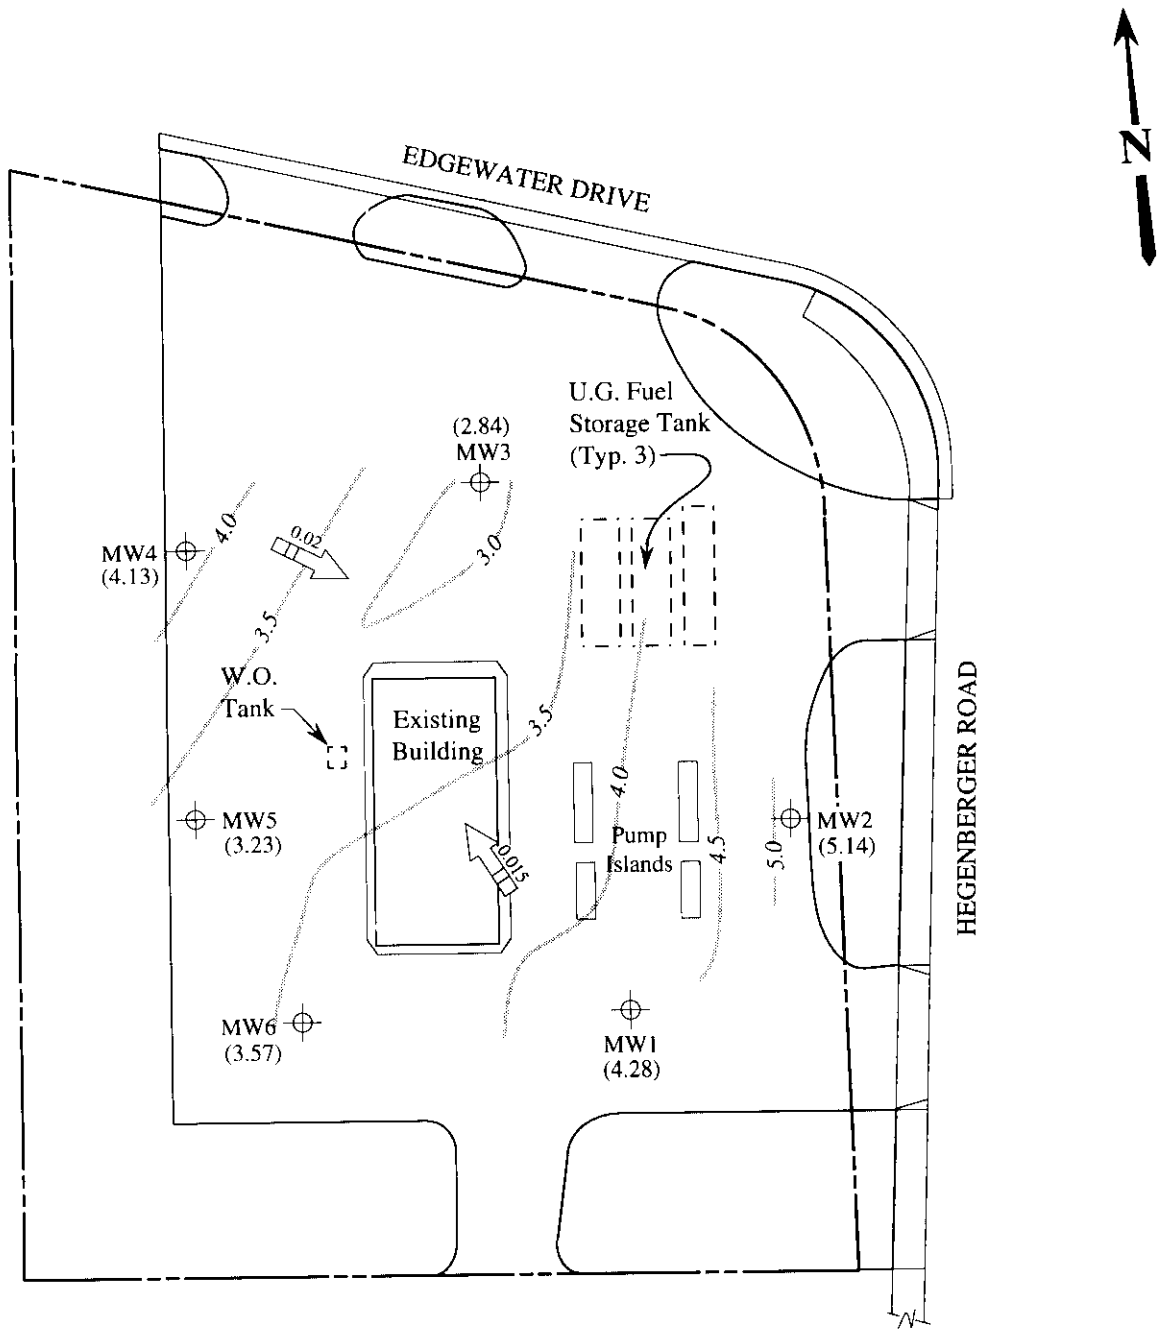 N
EDGEWATER DRIVE
U.G. Fuel
Storage Tank
(Typ. 3)
(2.84)
MW3
4.0
0.02
3.0
MW4
(4.13)
3.5
W.O.
Tank
Existing
Building
3.5
4.0
HEGENBERGER ROAD
MW5
(3.23)
Pump
Islands
4.5
5.0
MW2
(5.14)
0.015
MW6
(3.57)
MW1
(4.28)
N